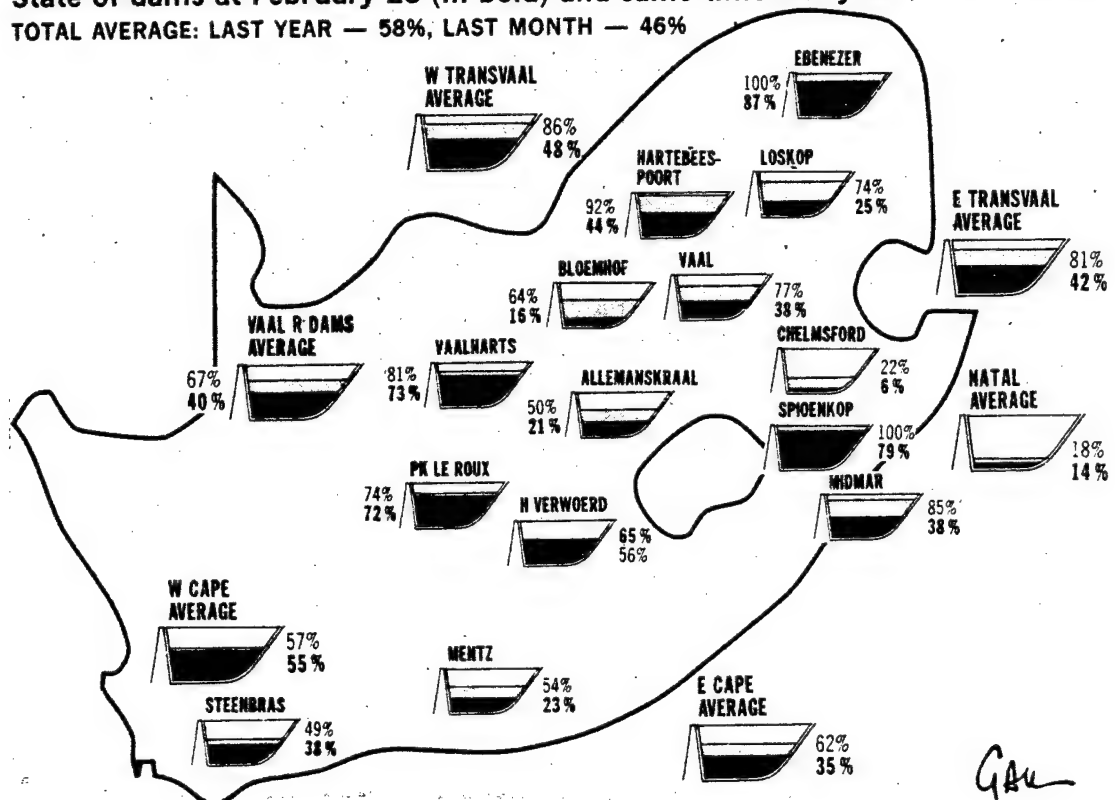 TOTAL AVERAGE: LAST YEAR — 58%, LAST MONTH — 46%
EBENEZER
100%
87%
W TRANSVAAL
AVERAGE
86%
48%
HARTEBEES-
POORT
92%
44%
LOSKOP
74%
25%
E TRANSVAAL
AVERAGE
81%
42%
BLOEMHOF
64%
16%
VAAL
77%
38%
VAAL R DAMS
AVERAGE
67%
40%
VAALHARTS
81%
73%
CHELMSFORD
22%
6%
ALLEMANSKRAAL
50%
21%
NATAL
AVERAGE
18%
14%
SPIOENKOP
100%
79%
PK LE ROUX
74%
72%
H VERWOERD
65%
56%
MIDMAR
85%
38%
W CAPE
AVERAGE
57%
55%
MENTZ
54%
23%
E CAPE
AVERAGE
62%
35%
STEENBRAS
49%
38%